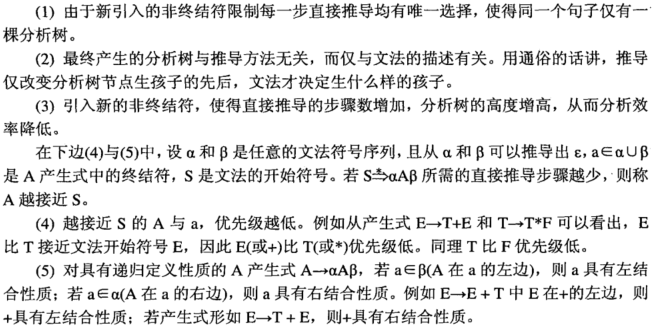 (1) 由于新引入的非终结符限制每一步直接推导均有唯一选择，使得同一个句子仅有一
棵分析树。
(2) 最终产生的分析树与推导方法无关，而仅与文法的描述有关。用通俗的话讲，推导
仅改变分析树节点生孩子的先后，文法才决定生什么样的孩子。
(3) 引入新的非终结符，使得直接推导的步骤数增加，分析树的高度增高，从而分析效
率降低。
在下边(4)与(5)中，设 α 和 β 是任意的文法符号序列，且从 α 和 β 可以推导出 ε，a∈α∪β
是 A 产生式中的终结符，S 是文法的开始符号。若 S⇒*αAβ 所需的直接推导步骤越少，则称
A 越接近 S。
(4) 越接近 S 的 A 与 a，优先级越低。例如从产生式 E→T+E 和 T→T*F 可以看出，E
比 T 接近文法开始符号 E，因此 E(或+)比 T(或*)优先级低。同理 T 比 F 优先级低。
(5) 对具有递归定义性质的 A 产生式 A→αAβ，若 a∈β(A 在 a 的左边)，则 a 具有左结
合性质；若 a∈α(A 在 a 的右边)，则 a 具有右结合性质。例如 E→E + T 中 E 在+的左边，则
+具有左结合性质；若产生式形如 E→T + E，则+具有右结合性质。